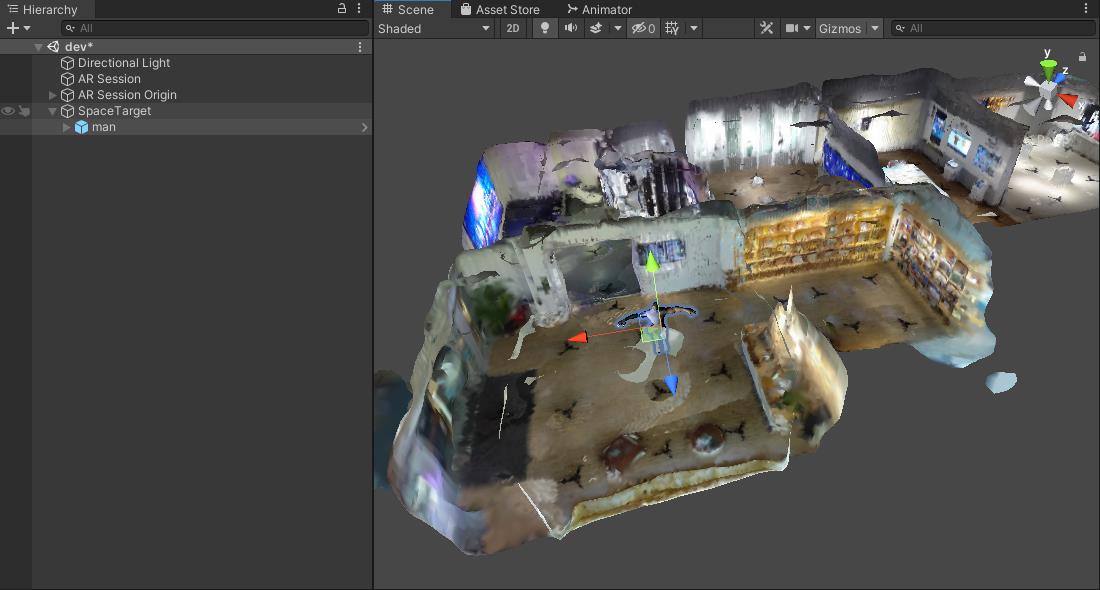 Hierarchy
All
dev*
Directional Light
AR Session
AR Session Origin
SpaceTarget
man
Scene
Asset Store
Animator
Shaded
2D
0
Gizmos
All
y
z
x